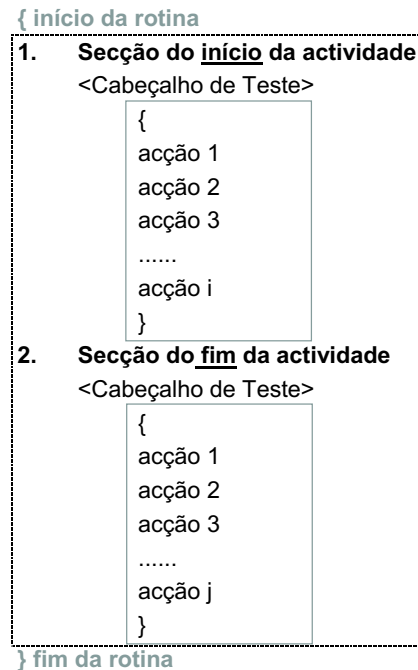 { início da rotina
1. Secção do início da actividade
<Cabeçalho de Teste>
{
acção 1
acção 2
acção 3
......
acção i
}
2. Secção do fim da actividade
<Cabeçalho de Teste>
{
acção 1
acção 2
acção 3
......
acção j
}
} fim da rotina